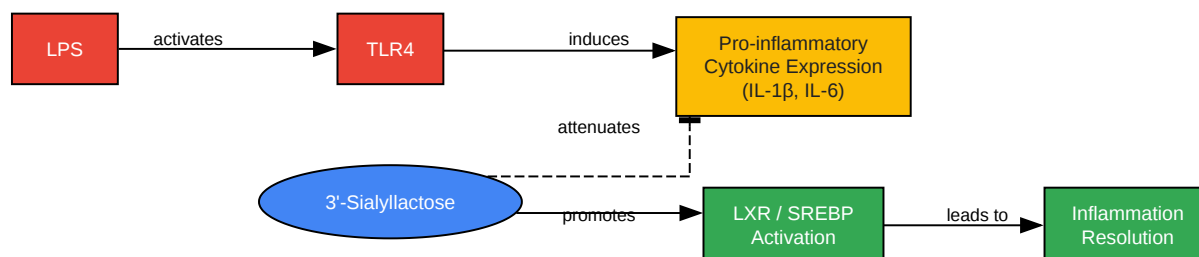 LPS
activates
TLR4
induces
Pro-inflammatory
Cytokine Expression
(IL-1β, IL-6)
attenuates
3'-Sialyllactose
promotes
LXR / SREBP
Activation
leads to
Inflammation
Resolution